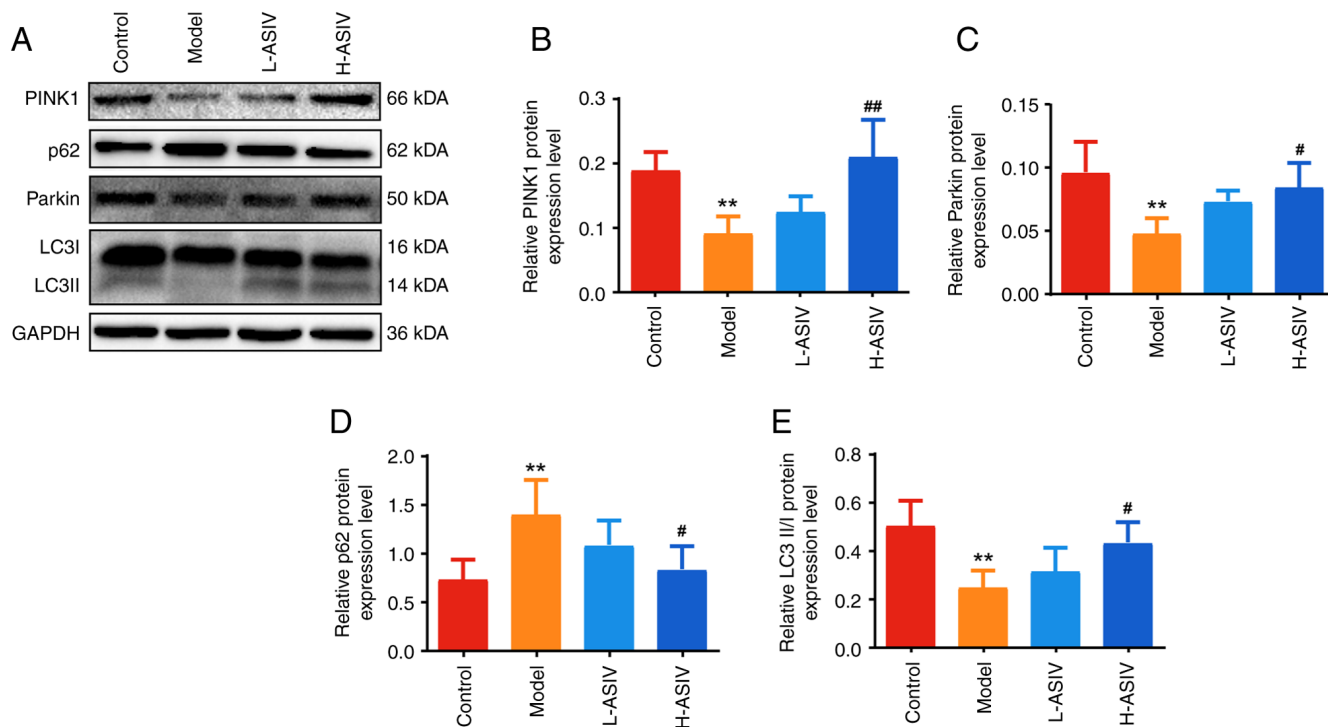 A
Control
Model
L-ASIV
H-ASIV
PINK1
66 kDA
p62
62 kDA
Parkin
50 kDA
LC3I
16 kDA
LC3II
14 kDA
GAPDH
36 kDA
B
Relative PINK1 protein
expression level
0.3
0.2
0.1
0.0
**
##
Control
Model
L-ASIV
H-ASIV
C
Relative Parkin protein
expression level
0.15
0.10
0.05
0.00
**
#
Control
Model
L-ASIV
H-ASIV
D
Relative p62 protein
expression level
2.0
1.5
1.0
0.5
0.0
**
#
Control
Model
L-ASIV
H-ASIV
E
Relative LC3 II/I protein
expression level
0.8
0.6
0.4
0.2
0.0
**
#
Control
Model
L-ASIV
H-ASIV